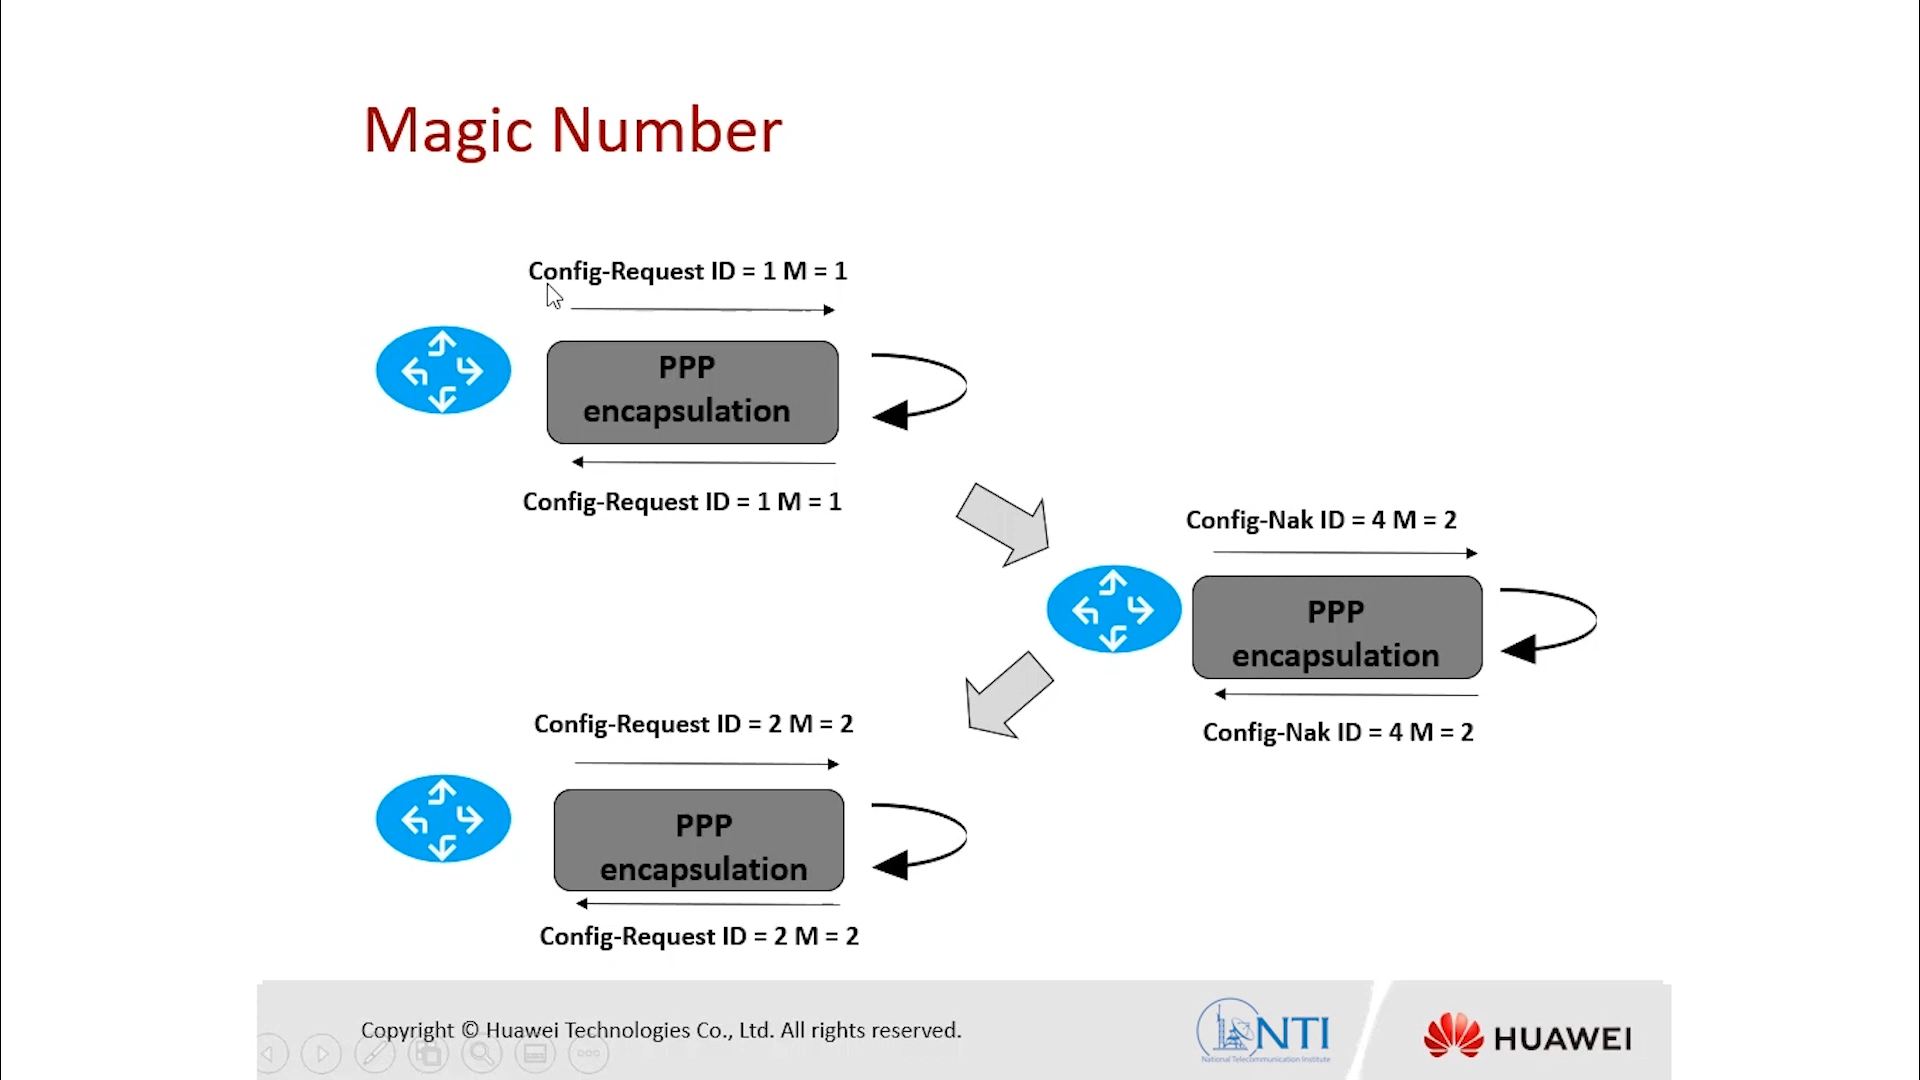 Magic Number
Config-Request ID = 1 M = 1
PPP
encapsulation
Config-Request ID = 1 M = 1
Config-Nak ID = 4 M = 2
PPP
encapsulation
Config-Nak ID = 4 M = 2
Config-Request ID = 2 M = 2
PPP
encapsulation
Config-Request ID = 2 M = 2
Copyright © Huawei Technologies Co., Ltd. All rights reserved.
NTI
National Telecommunication Institute
HUAWEI